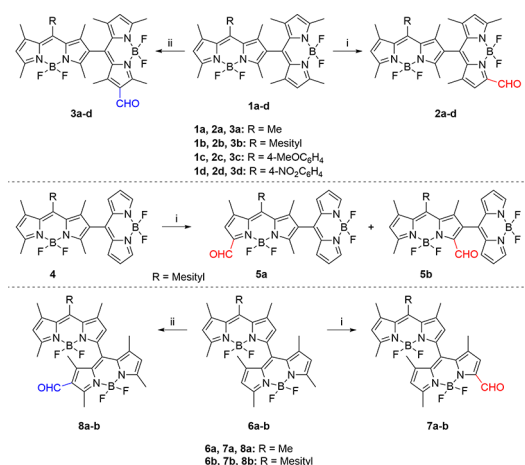 R R R
ii i
N N N N N N
B B B B B B
F F F F F F F F F F F F
CHO CHO
3a-d 1a-d 2a-d
1a, 2a, 3a: R = Me
1b, 2b, 3b: R = Mesityl
1c, 2c, 3c: R = 4-MeOC6H4
1d, 2d, 3d: R = 4-NO2C6H4
R R R
i
N N N N N N
B B B B B B
F F F F F F F F F F F F
OHC + CHO
4 5a 5b
R = Mesityl
R R R
ii i
N N N N N N
B B B
F F F F F F
OHC N N N N N N CHO
B B B
F F F F F F
8a-b 6a-b 7a-b
6a, 7a, 8a: R = Me
6b, 7b, 8b: R = Mesityl